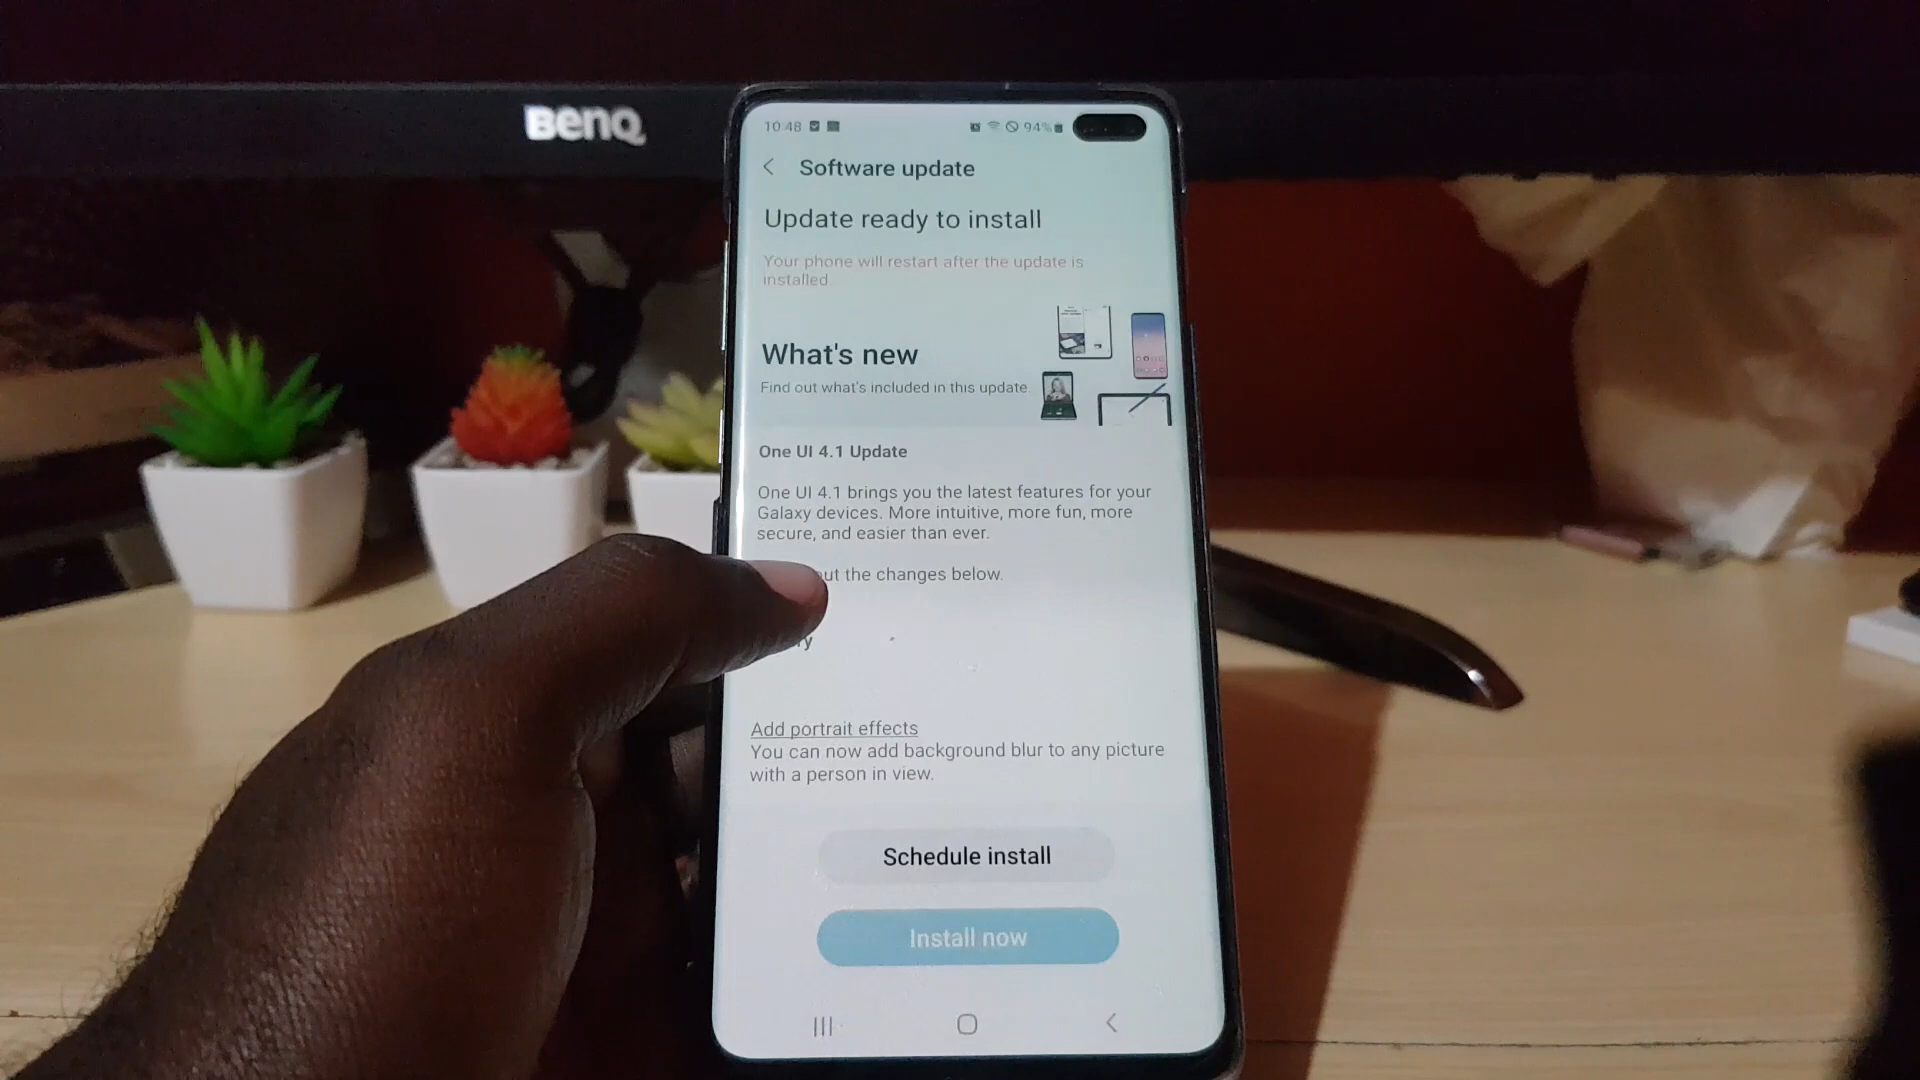 BenQ
10:48
94%
Software update
Update ready to install
Your phone will restart after the update is
installed
What's new
Find out what's included in this update.
One UI 4.1 Update
One UI 4.1 brings you the latest features for your
Galaxy devices. More intuitive, more fun, more
secure, and easier than ever.
the changes below.
Add portrait effects
You can now add background blur to any picture
with a person in view.
Schedule install
Install now